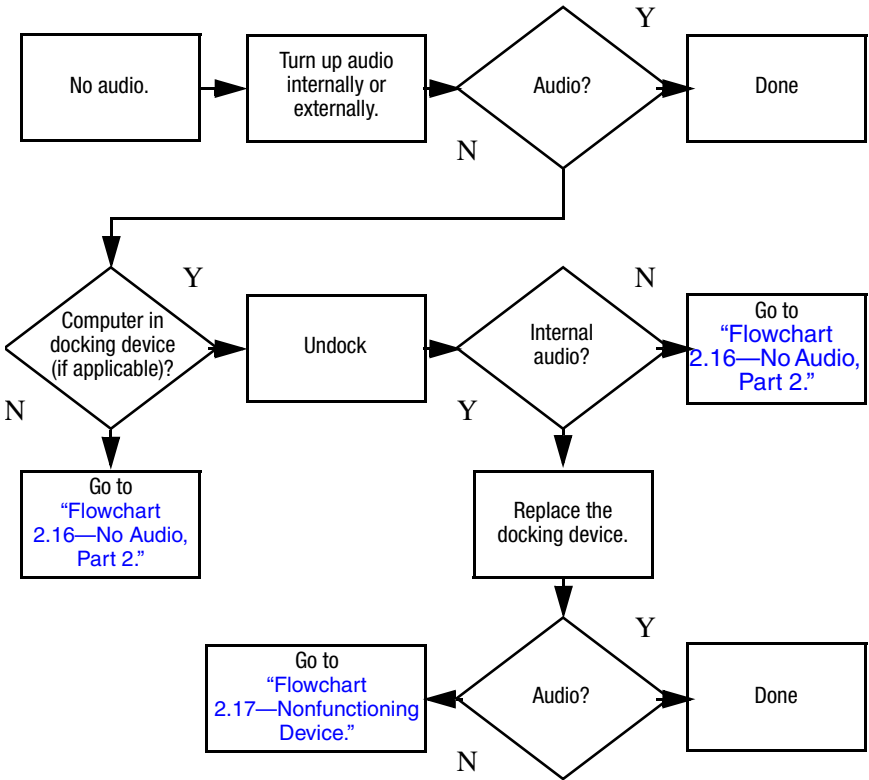 No audio.
Turn up audio
internally or
externally.
Audio?
Y
N
Done
Computer in
docking device
(if applicable)?
Y
N
Undock
Internal
audio?
N
Y
Go to
“Flowchart
2.16—No Audio,
Part 2.”
Go to
“Flowchart
2.16—No Audio,
Part 2.”
Replace the
docking device.
Go to
“Flowchart
2.17—Nonfunctioning
Device.”
Audio?
Y
N
Done